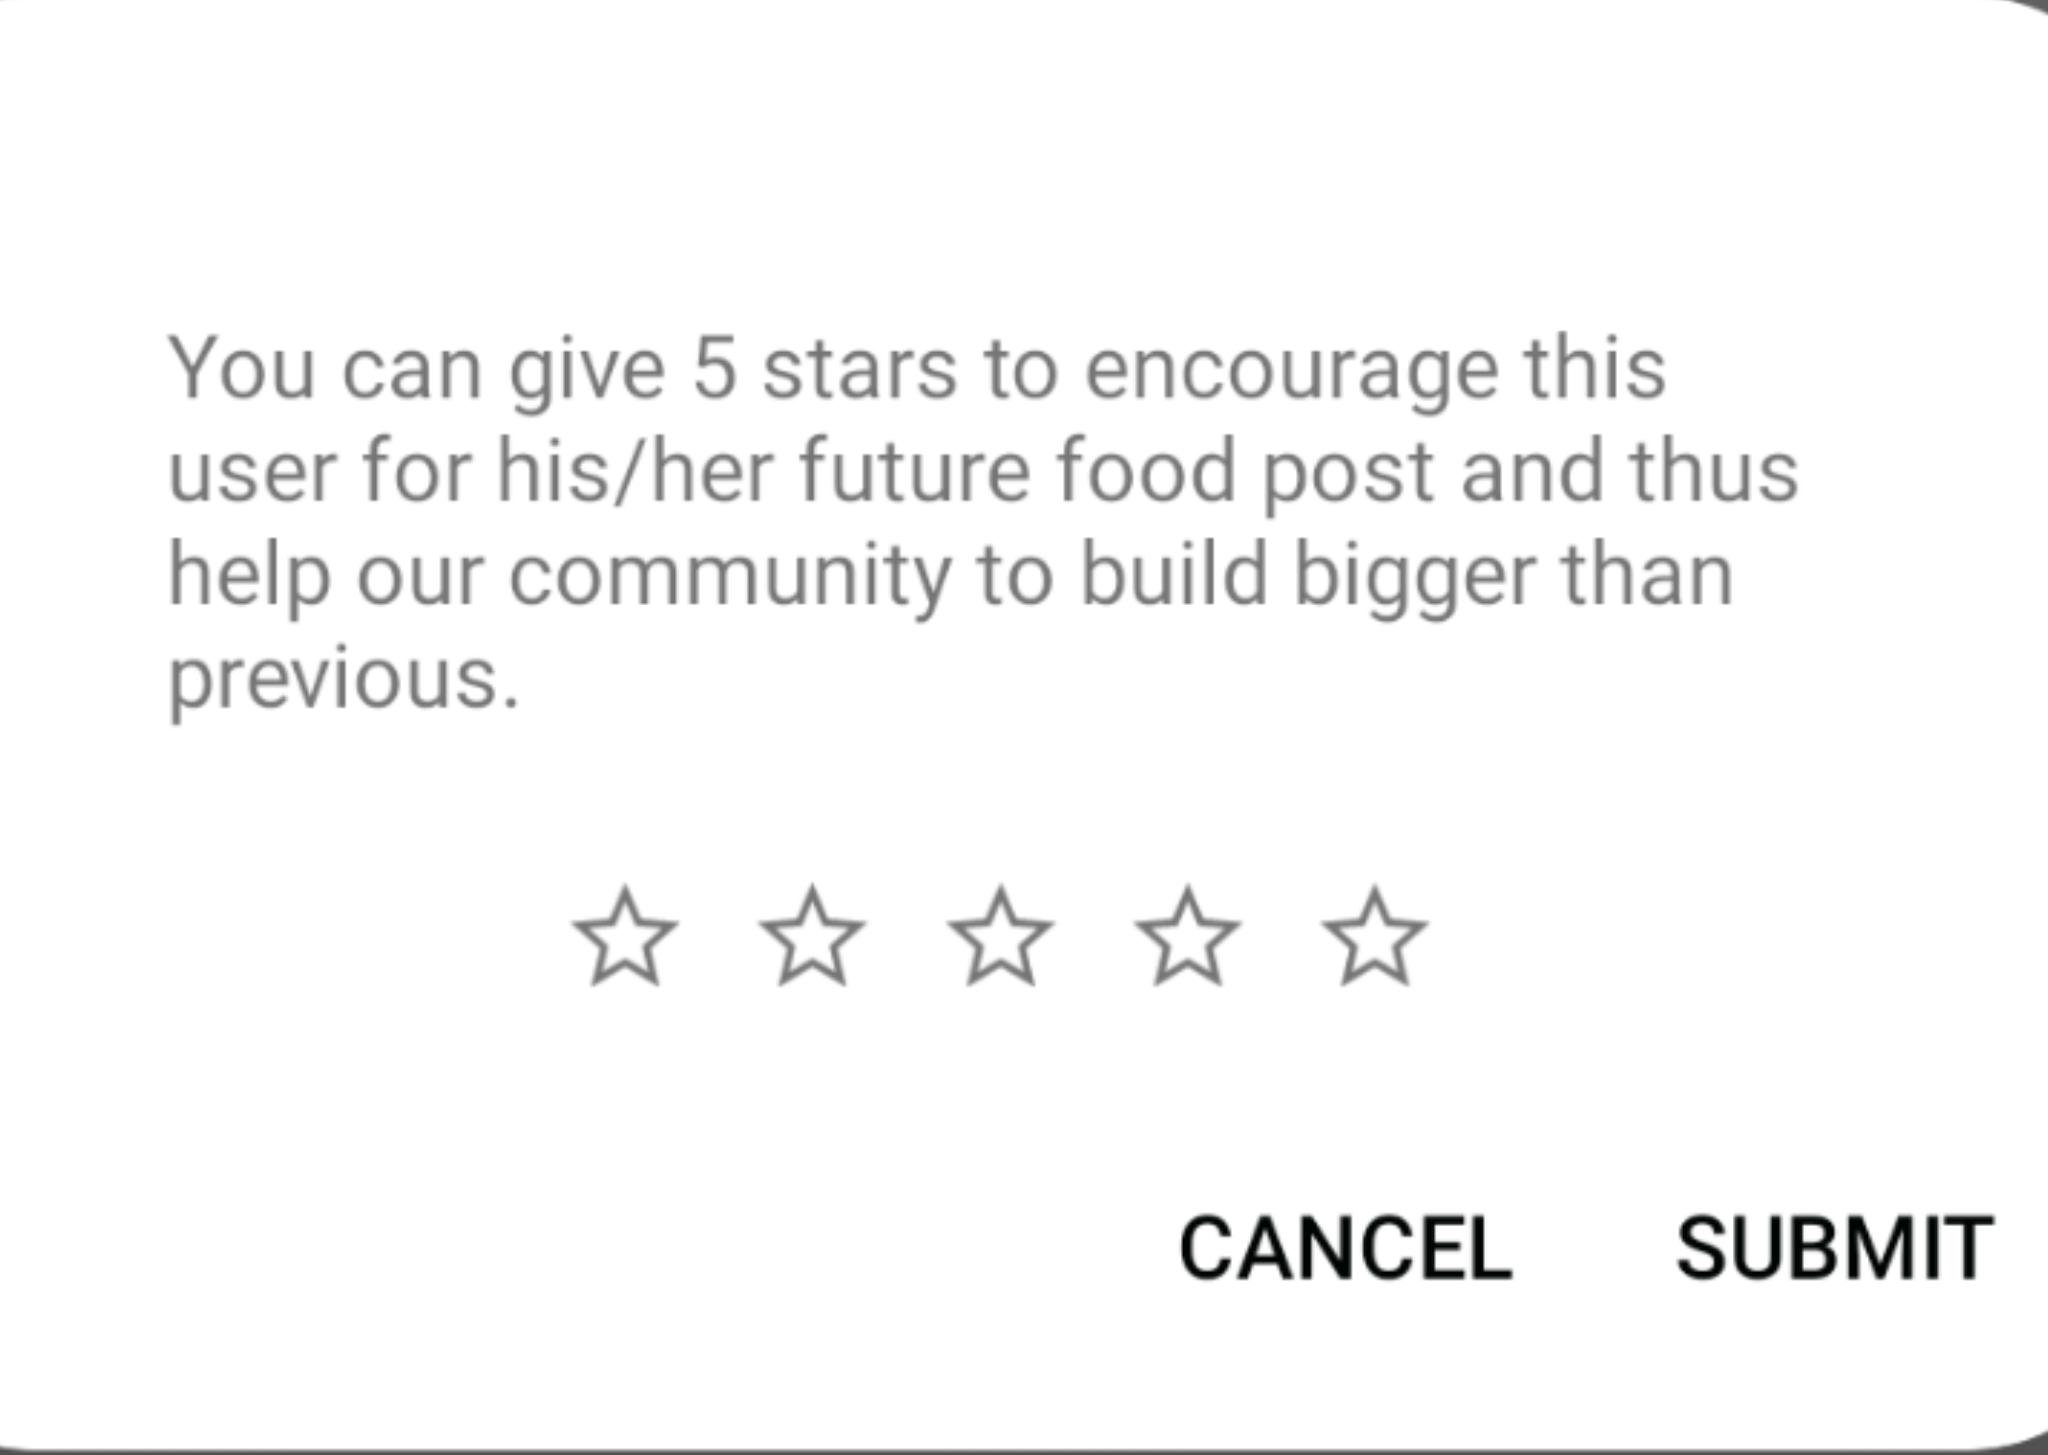 You can give 5 stars to encourage this
user for his/her future food post and thus
help our community to build bigger than
previous.
CANCEL SUBMIT